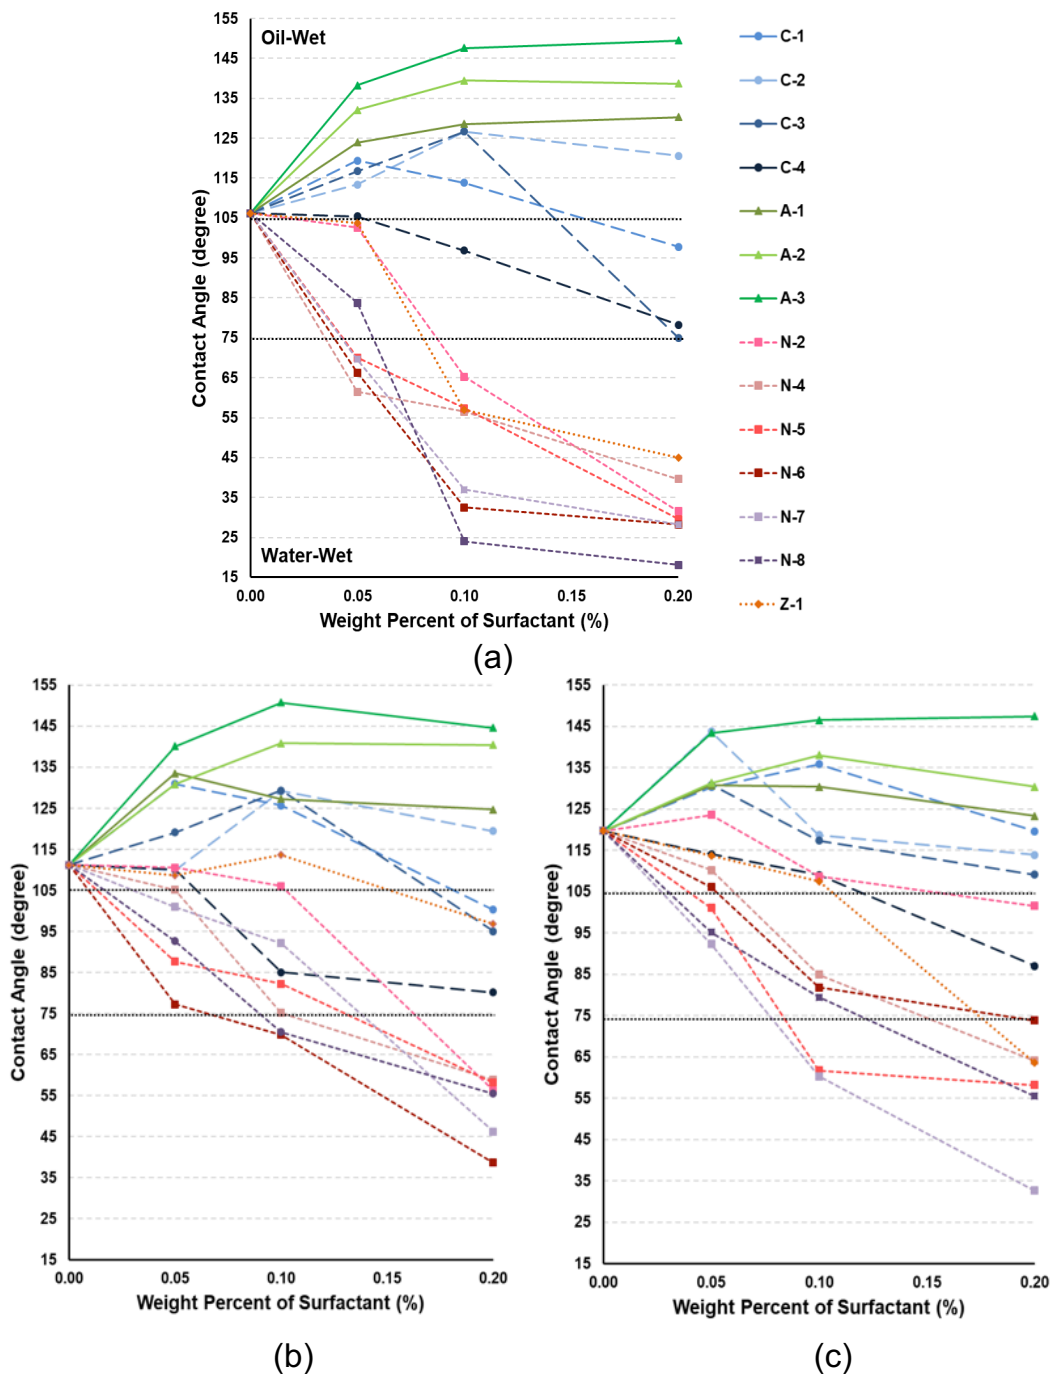 155
145
135
125
115
105
95
85
75
65
55
45
35
25
15
Contact Angle (degree)
Oil-Wet
Water-Wet
0.00 0.05 0.10 0.15 0.20
Weight Percent of Surfactant (%)
C-1
C-2
C-3
C-4
A-1
A-2
A-3
N-2
N-4
N-5
N-6
N-7
N-8
Z-1
(a)
155
145
135
125
115
105
95
85
75
65
55
45
35
25
15
Contact Angle (degree)
0.00 0.05 0.10 0.15 0.20
Weight Percent of Surfactant (%)
(b)
155
145
135
125
115
105
95
85
75
65
55
45
35
25
15
Contact Angle (degree)
0.00 0.05 0.10 0.15 0.20
Weight Percent of Surfactant (%)
(c)